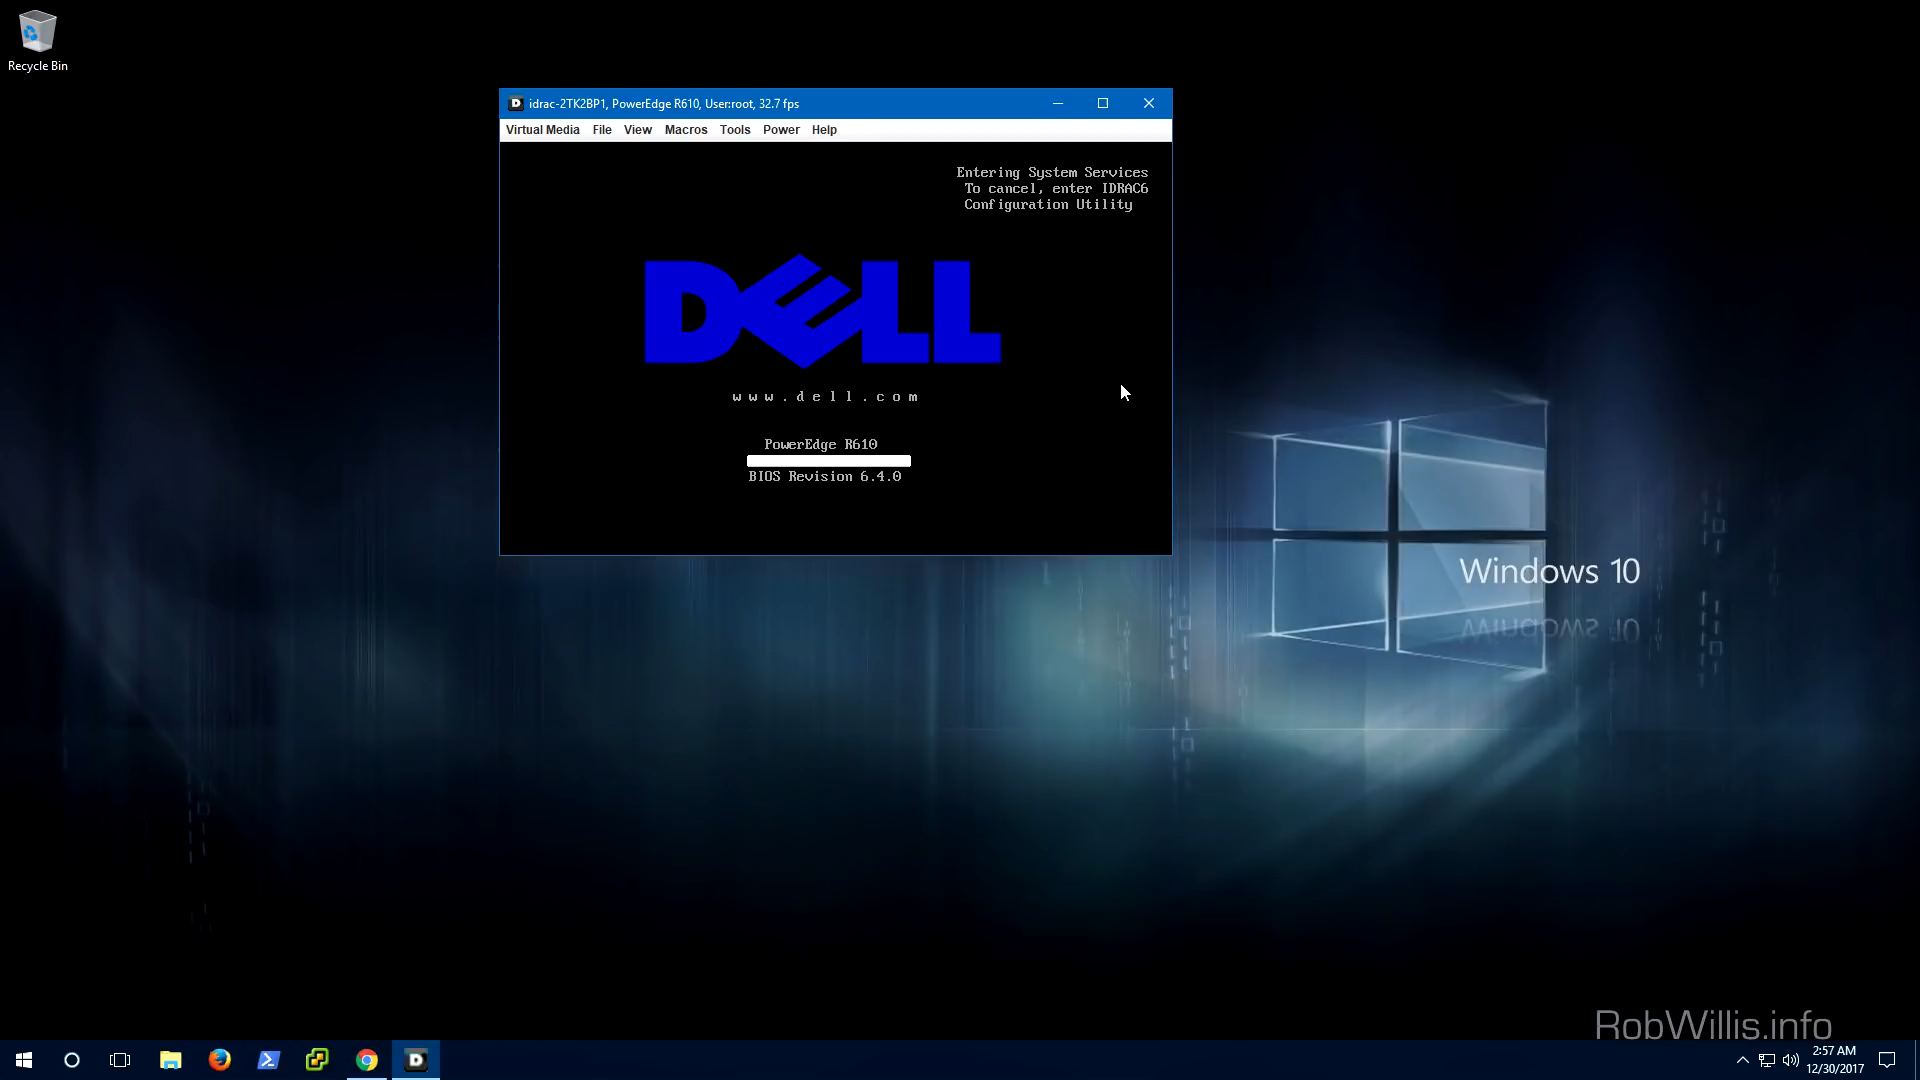 Recycle Bin
idrac-2TK2BP1, PowerEdge R610, User:root, 32.7 fps
Virtual Media File View Macros Tools Power Help
Entering System Services
To cancel, enter IDRAC6
Configuration Utility
DELL
www.dell.com
PowerEdge R610
BIOS Revision 6.4.0
Windows 10
RobWillis.info
2:57 AM
12/30/2017